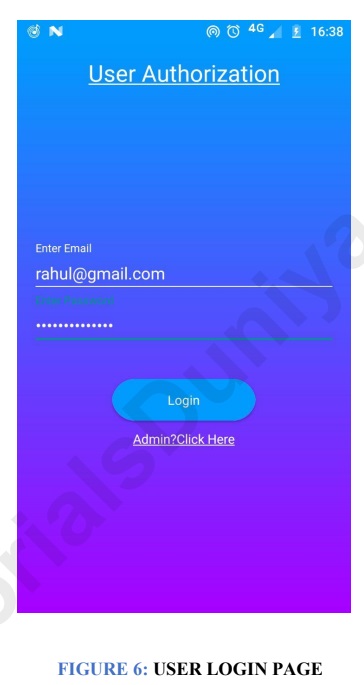 4G 16:38
User Authorization
Enter Email
rahul@gmail.com
Enter Password
••••••••••••••
Login
Admin?Click Here
FIGURE 6: USER LOGIN PAGE